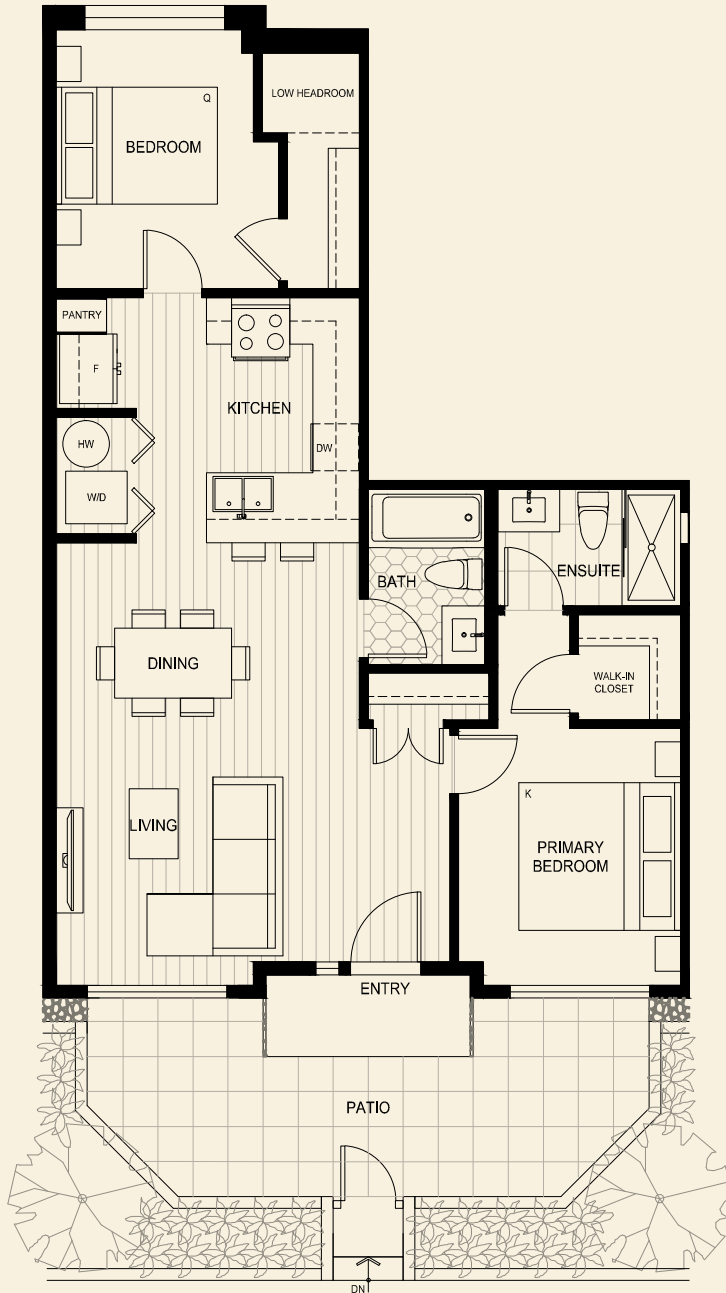 LOW HEADROOM
Q
BEDROOM
PANTRY
F
KITCHEN
HW
DW
W/D
ENSUITE
BATH
DINING
WALK-IN
CLOSET
K
LIVING
PRIMARY
BEDROOM
ENTRY
PATIO
DN